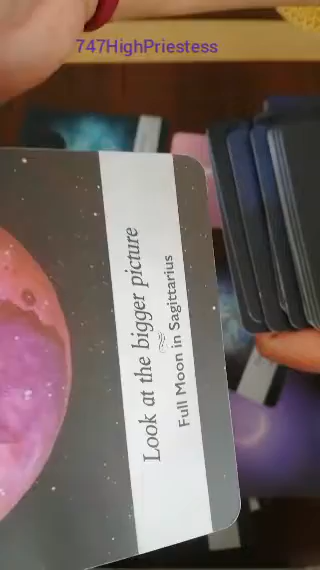 747HighPriestess
Look at the bigger picture
Full Moon in Sagittarius